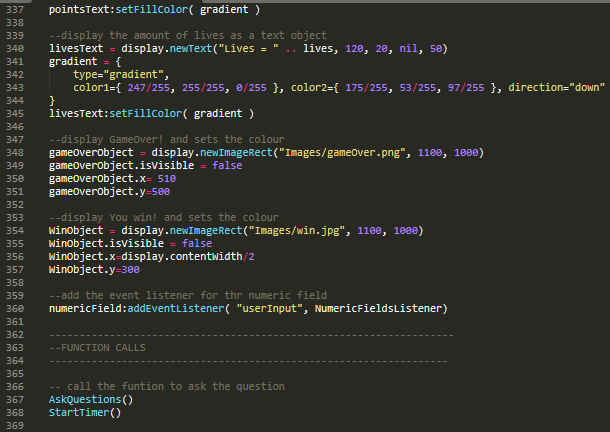 337 pointsText:setFillColor( gradient )
338
339 --display the amount of lives as a text object
340 livesText = display.newText("Lives = " .. lives, 120, 20, nil, 50)
341 gradient = {
342 type="gradient",
343 color1={ 247/255, 255/255, 0/255 }, color2={ 175/255, 53/255, 97/255 }, direction="down"
344 }
345 livesText:setFillColor( gradient )
346
347 --display GameOver! and sets the colour
348 gameOverObject = display.newImageRect("Images/gameOver.png", 1100, 1000)
349 gameOverObject.isVisible = false
350 gameOverObject.x= 510
351 gameOverObject.y=500
352
353 --display You win! and sets the colour
354 WinObject = display.newImageRect("Images/win.jpg", 1100, 1000)
355 WinObject.isVisible = false
356 WinObject.x=display.contentWidth/2
357 WinObject.y=300
358
359 --add the event listener for thr numeric field
360 numericField:addEventListener( "userInput", NumericFieldsListener)
361
362 -------------------------------------------------------------------
363 --FUNCTION CALLS
364 ------------------------------------------------------------------
365
366 -- call the funtion to ask the question
367 AskQuestions()
368 StartTimer()
369